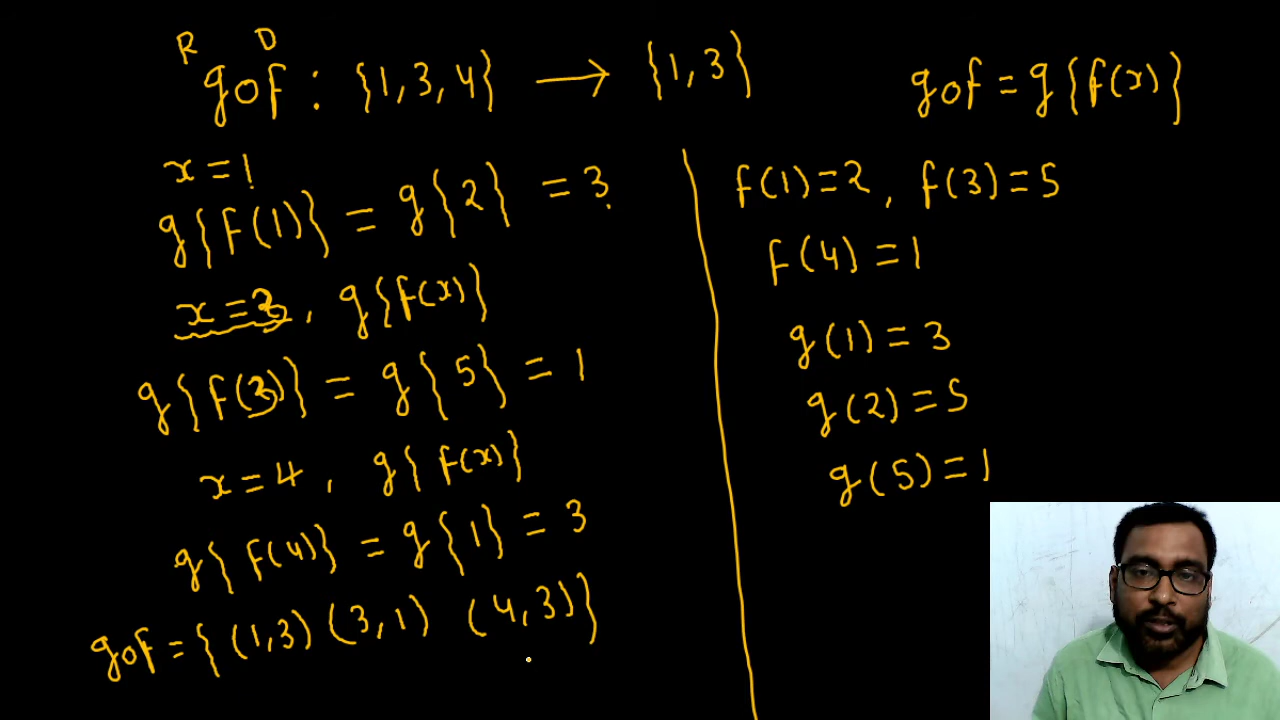 R D
gof : {1,3,4} → {1,3}
x=1
g{f(1)} = g{2} = 3
x=3, g{f(x)}
g{f(3)} = g{5} = 1
x=4, g{f(x)}
g{f(4)} = g{1} = 3
gof = {(1,3) (3,1) (4,3)}
gof = g{f(x)}
f(1)=2, f(3)=5
f(4)=1
g(1)=3
g(2)=5
g(5)=1